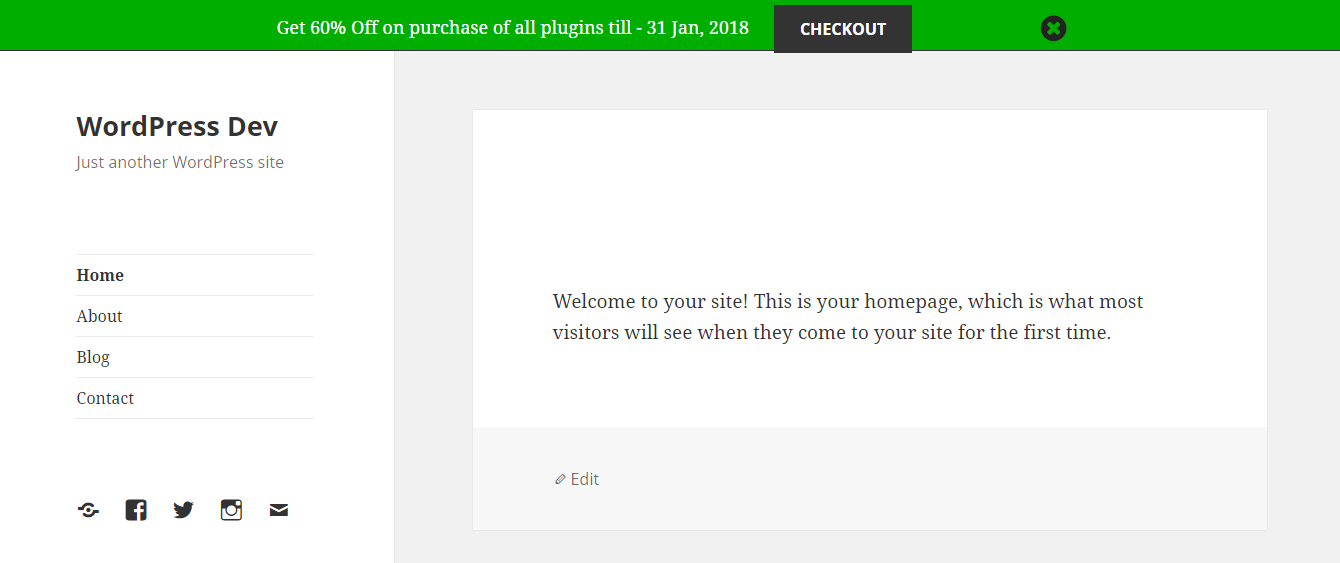 Get 60% Off on purchase of all plugins till - 31 Jan, 2018 CHECKOUT
WordPress Dev
Just another WordPress site
Home
About
Blog
Contact
Welcome to your site! This is your homepage, which is what most
visitors will see when they come to your site for the first time.
Edit